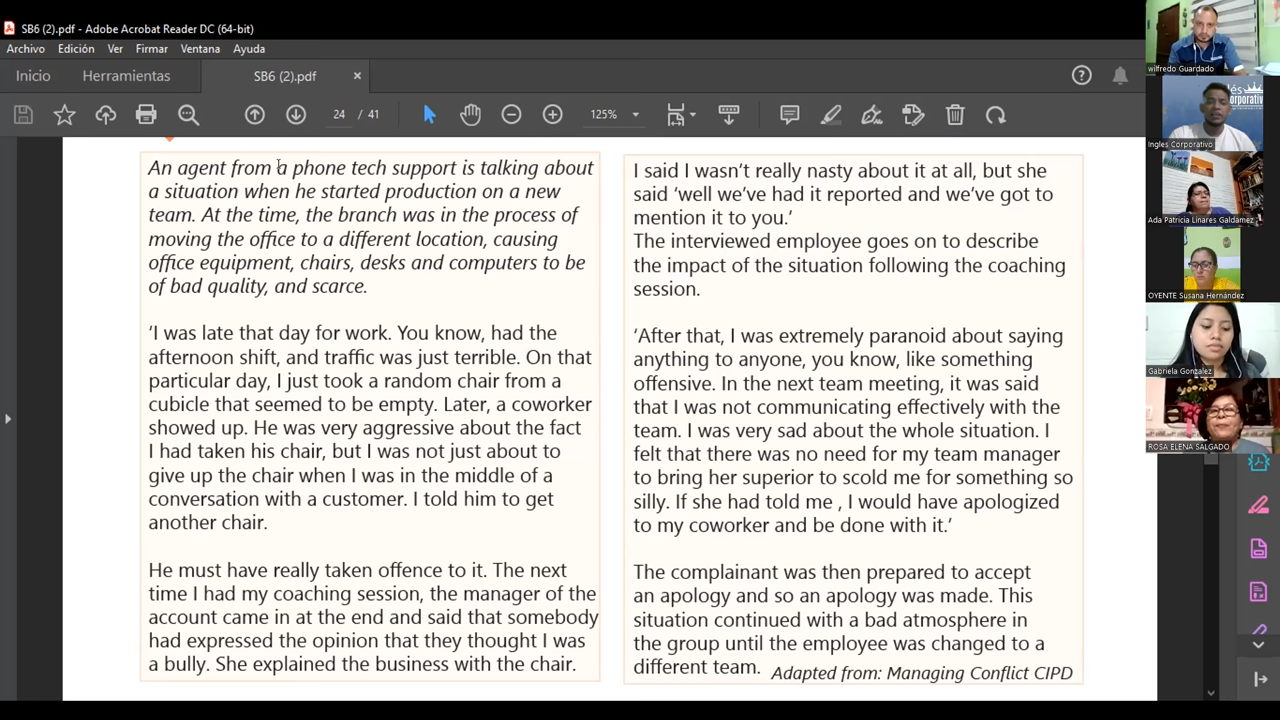 SB6 (2).pdf - Adobe Acrobat Reader DC (64-bit)
Archivo Edición Ver Firmar Ventana Ayuda
Inicio Herramientas SB6 (2).pdf ×
24 / 41 125%
An agent from a phone tech support is talking about
a situation when he started production on a new
team. At the time, the branch was in the process of
moving the office to a different location, causing
office equipment, chairs, desks and computers to be
of bad quality, and scarce.
‘I was late that day for work. You know, had the
afternoon shift, and traffic was just terrible. On that
particular day, I just took a random chair from a
cubicle that seemed to be empty. Later, a coworker
showed up. He was very aggressive about the fact
I had taken his chair, but I was not just about to
give up the chair when I was in the middle of a
conversation with a customer. I told him to get
another chair.
He must have really taken offence to it. The next
time I had my coaching session, the manager of the
account came in at the end and said that somebody
had expressed the opinion that they thought I was
a bully. She explained the business with the chair.
I said I wasn’t really nasty about it at all, but she
said ‘well we’ve had it reported and we’ve got to
mention it to you.’
The interviewed employee goes on to describe
the impact of the situation following the coaching
session.
‘After that, I was extremely paranoid about saying
anything to anyone, you know, like something
offensive. In the next team meeting, it was said
that I was not communicating effectively with the
team. I was very sad about the whole situation. I
felt that there was no need for my team manager
to bring her superior to scold me for something so
silly. If she had told me , I would have apologized
to my coworker and be done with it.’
The complainant was then prepared to accept
an apology and so an apology was made. This
situation continued with a bad atmosphere in
the group until the employee was changed to a
different team.
Adapted from: Managing Conflict CIPD
wilfredo Guardado
Ingles Corporativo
Ada Patricia Linares Galdámez
OYENTE Susana Hernández
Gabriela Gonzalez
ROSA ELENA SALGADO